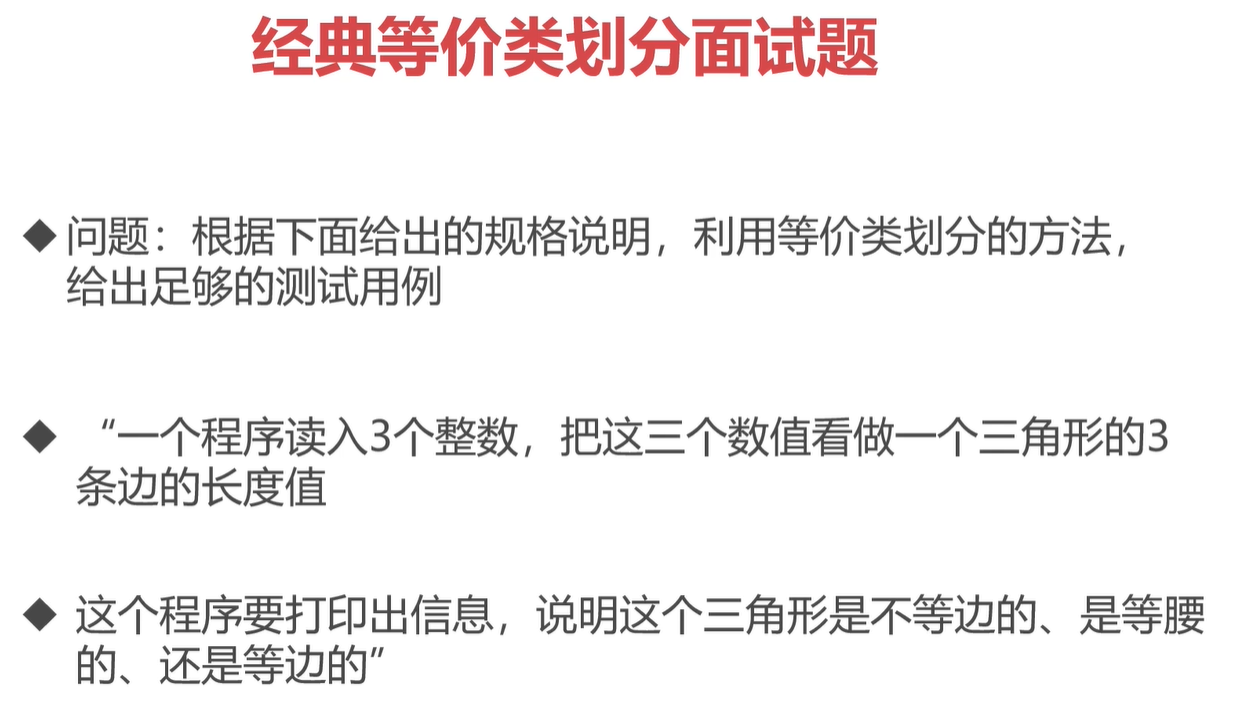 经典等价类划分面试题
◆问题：根据下面给出的规格说明，利用等价类划分的方法，
给出足够的测试用例
◆ “一个程序读入3个整数，把这三个数值看做一个三角形的3
条边的长度值
◆ 这个程序要打印出信息，说明这个三角形是不等边的、是等腰
的、还是等边的”